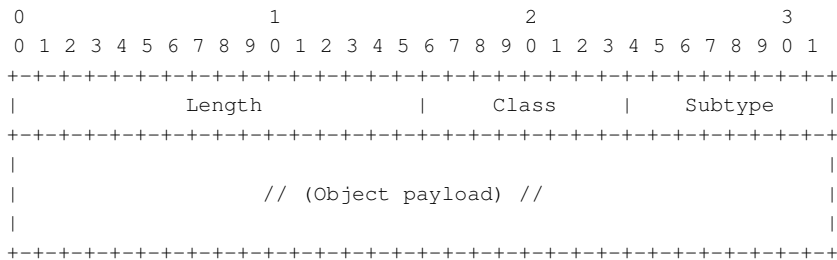 0                   1                   2                   3
0 1 2 3 4 5 6 7 8 9 0 1 2 3 4 5 6 7 8 9 0 1 2 3 4 5 6 7 8 9 0 1
+-+-+-+-+-+-+-+-+-+-+-+-+-+-+-+-+-+-+-+-+-+-+-+-+-+-+-+-+-+-+-+-+
|             Length            |     Class     |    Subtype    |
+-+-+-+-+-+-+-+-+-+-+-+-+-+-+-+-+-+-+-+-+-+-+-+-+-+-+-+-+-+-+-+-+
|                                                               |
|                   // (Object payload) //                      |
|                                                               |
+-+-+-+-+-+-+-+-+-+-+-+-+-+-+-+-+-+-+-+-+-+-+-+-+-+-+-+-+-+-+-+-+